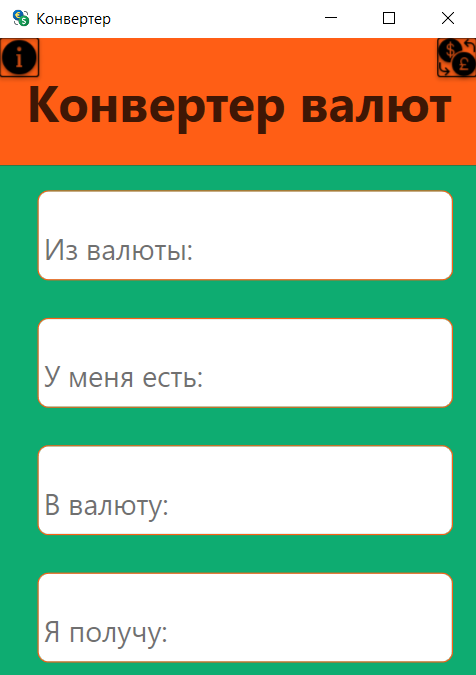 Конвертер
Конвертер валют
Из валюты:
У меня есть:
В валюту:
Я получу: